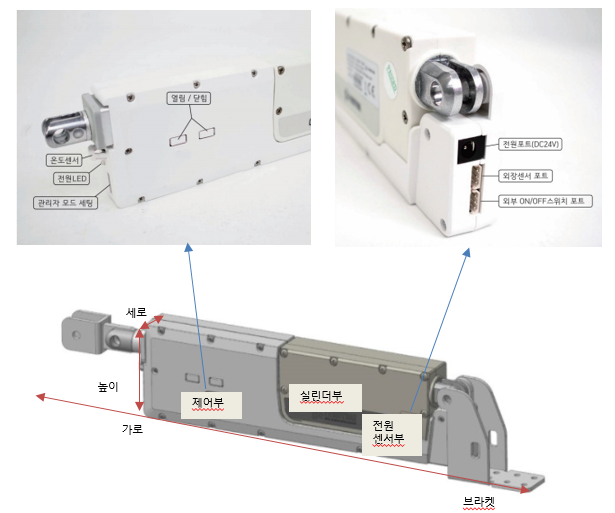 열림 / 닫힘
온도센서
전원LED
관리자 모드 세팅
전원포트(DC24V)
외장센서 포트
외부 ON/OFF스위치 포트
세로
높이
가로
제어부
실린더부
전원
센서부
브라켓